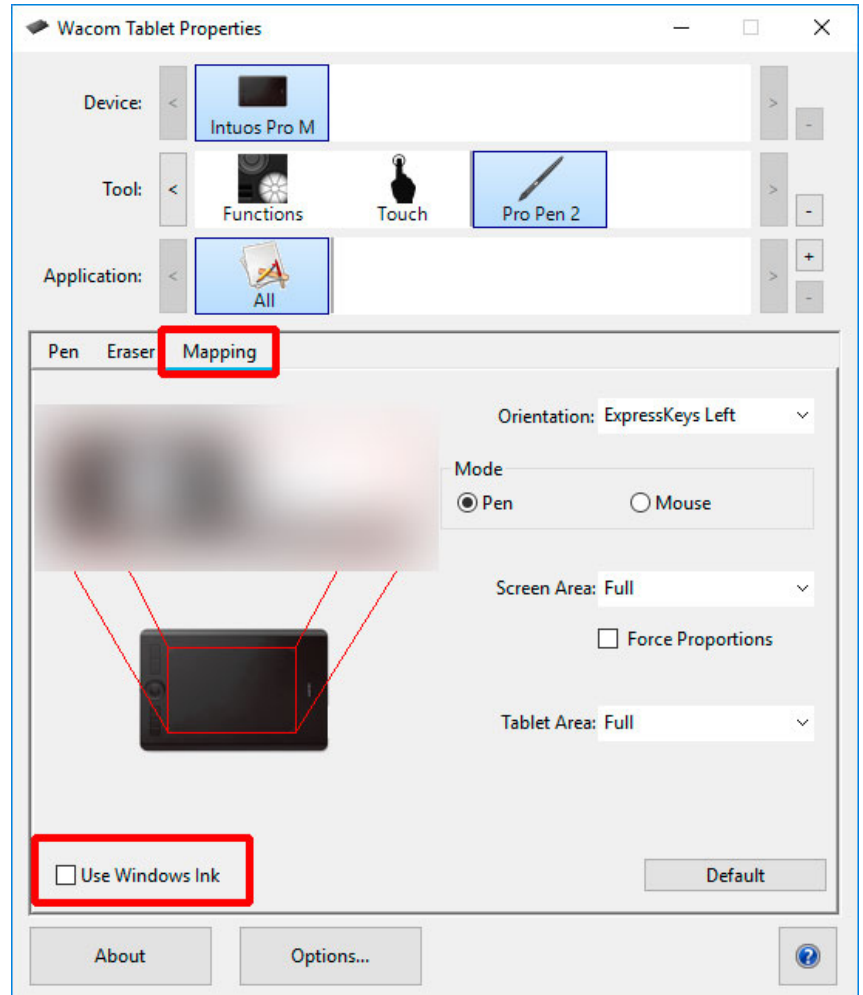 Wacom Tablet Properties
Device:
<
Intuos Pro M
>
-
Tool:
<
Functions
Touch
Pro Pen 2
>
-
Application:
<
All
>
+
-
Pen Eraser Mapping
Orientation: ExpressKeys Left
Mode
Pen Mouse
Screen Area: Full
Force Proportions
Tablet Area: Full
Use Windows Ink
Default
About Options... ?